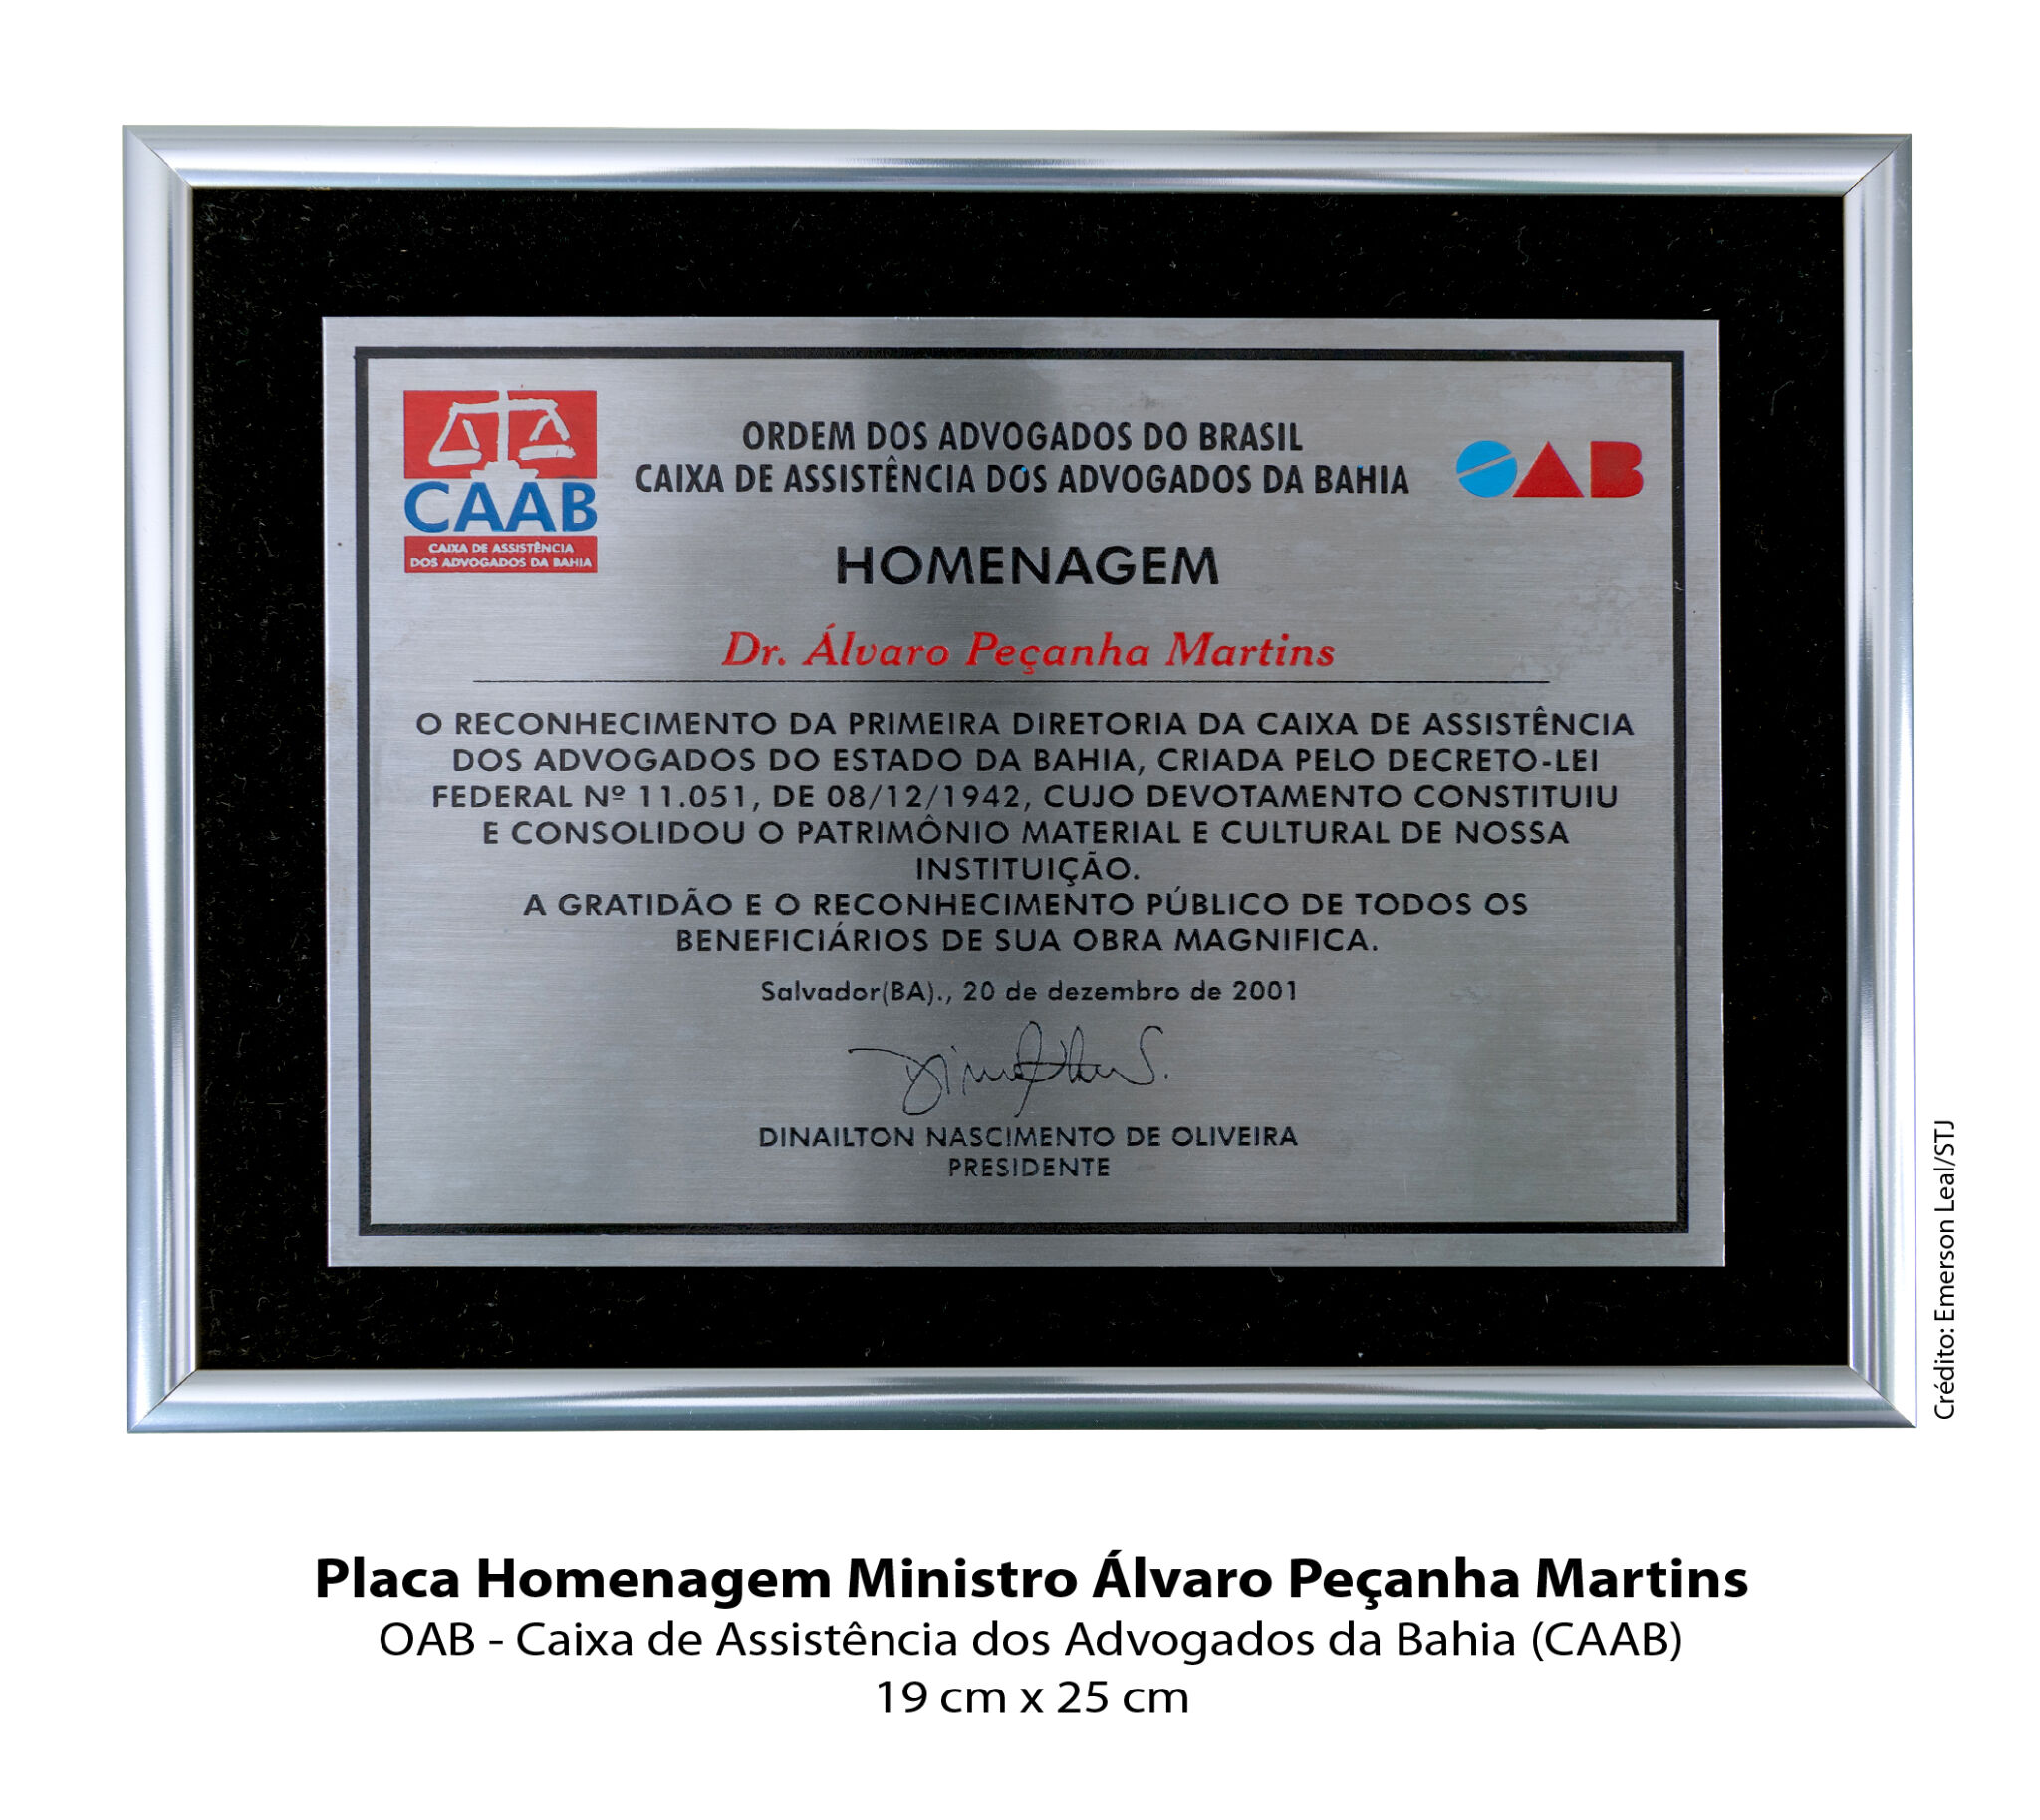 CAAB
CAIXA DE ASSISTÊNCIA
DOS ADVOGADOS DA BAHIA
ORDEM DOS ADVOGADOS DO BRASIL
CAIXA DE ASSISTÊNCIA DOS ADVOGADOS DA BAHIA
OAB
HOMENAGEM
Dr. Álvaro Peçanha Martins
O RECONHECIMENTO DA PRIMEIRA DIRETORIA DA CAIXA DE ASSISTÊNCIA
DOS ADVOGADOS DO ESTADO DA BAHIA, CRIADA PELO DECRETO-LEI
FEDERAL Nº 11.051, DE 08/12/1942, CUJO DEVOTAMENTO CONSTITUIU
E CONSOLIDOU O PATRIMÔNIO MATERIAL E CULTURAL DE NOSSA
INSTITUIÇÃO.
A GRATIDÃO E O RECONHECIMENTO PÚBLICO DE TODOS OS
BENEFICIÁRIOS DE SUA OBRA MAGNIFICA.
Salvador(BA)., 20 de dezembro de 2001
DINAILTON NASCIMENTO DE OLIVEIRA
PRESIDENTE
Crédito: Emerson Leal/STJ
Placa Homenagem Ministro Álvaro Peçanha Martins
OAB - Caixa de Assistência dos Advogados da Bahia (CAAB)
19 cm x 25 cm